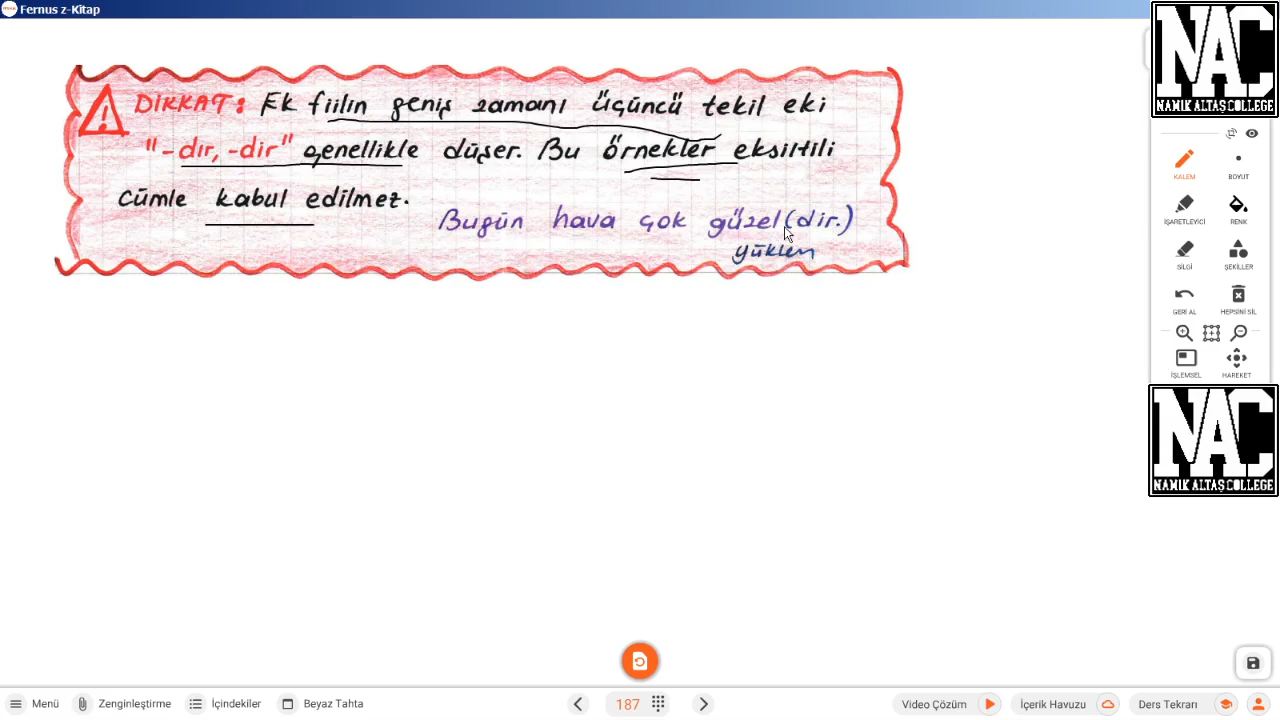 Fernus z-Kitap
NAC
NAMIK ALTAŞ COLLEGE
DİKKAT: Ek fiilin geniş zamanı üçüncü tekil eki
"-dır, -dir" genellikle düşer. Bu örnekler eksiltili
cümle kabul edilmez.
Bugün hava çok güzel(dir.)
yüklem
KALEM
BOYUT
İŞARETLEYİCİ
RENK
SİLGİ
ŞEKİLLER
GERİ AL
HEPSİNİ SİL
İŞLEMSEL
HAREKET
NAC
NAMIK ALTAŞ COLLEGE
Menü
Zenginleştirme
İçindekiler
Beyaz Tahta
187
Video Çözüm
İçerik Havuzu
Ders Tekrarı